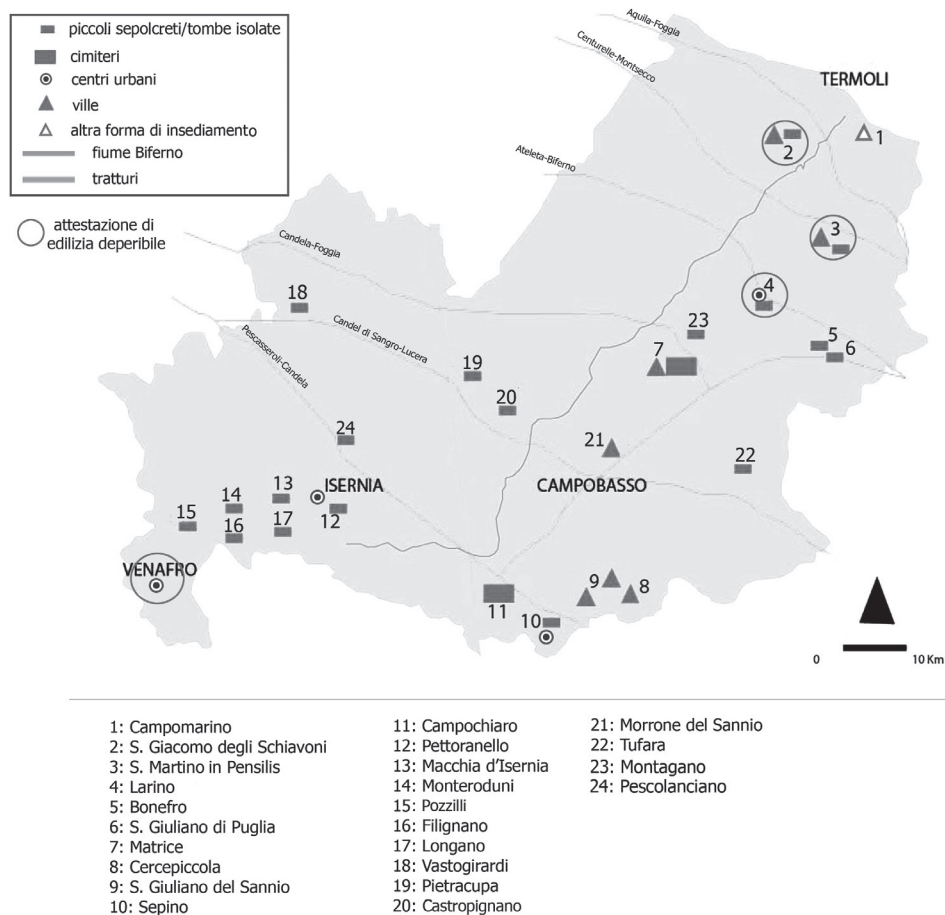 piccoli sepolcreti/tombe isolate
cimiteri
centri urbani
ville
altra forma di insediamento
fiume Biferno
tratturi
attestazione di
edilizia deperibile
Aquila-Foggia
Centurelle-Montsecco
TERMOLI
1
2
Ateleta-Biferno
3
Candela-Foggia
4
18
23
5
Candel di Sangro-Lucera
6
Pescasseroli-Candela
7
19
20
24
21
22
13
ISERNIA
CAMPOBASSO
14
12
15
16
17
VENAFRO
9
8
11
10
0
10 Km
1: Campomarino
2: S. Giacomo degli Schiavoni
3: S. Martino in Pensilis
4: Larino
5: Bonefro
6: S. Giuliano di Puglia
7: Matrice
8: Cercepiccola
9: S. Giuliano del Sannio
10: Sepino
11: Campochiaro
12: Pettoranello
13: Macchia d'Isernia
14: Monteroduni
15: Pozzilli
16: Filignano
17: Longano
18: Vastogirardi
19: Pietracupa
20: Castropignano
21: Morrone del Sannio
22: Tufara
23: Montagano
24: Pescolanciano